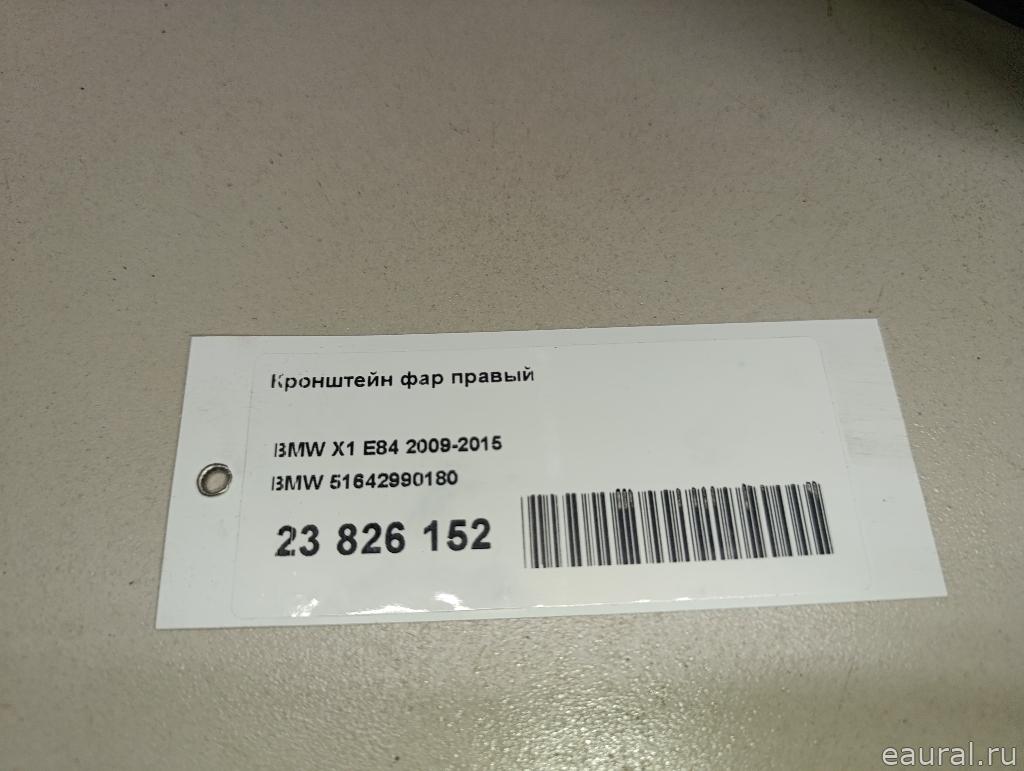 Кронштейн фар правый
BMW X1 E84 2009-2015
BMW 51642990180
23 826 152
eaural.ru